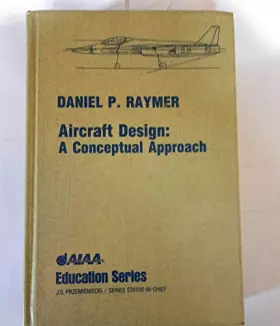 DANIEL P. RAYMER
Aircraft Design:
A Conceptual Approach
AIAA
Education Series
J.S. PRZEMIENIECKI / SERIES EDITOR-IN-CHIEF